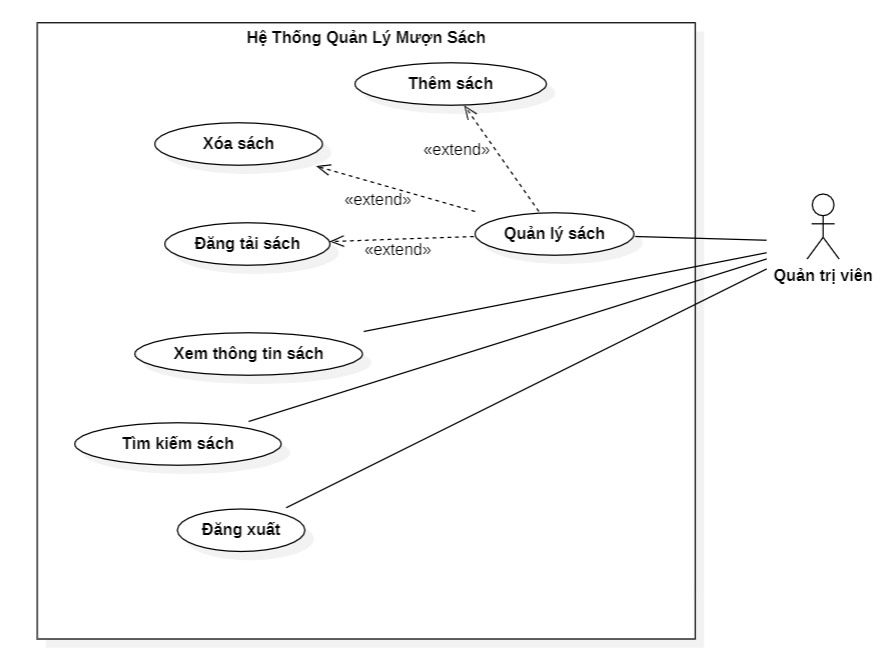 Hệ Thống Quản Lý Mượn Sách
Thêm sách
Xóa sách
«extend»
«extend»
Đăng tải sách
«extend»
Quản lý sách
Quản trị viên
Xem thông tin sách
Tìm kiếm sách
Đăng xuất